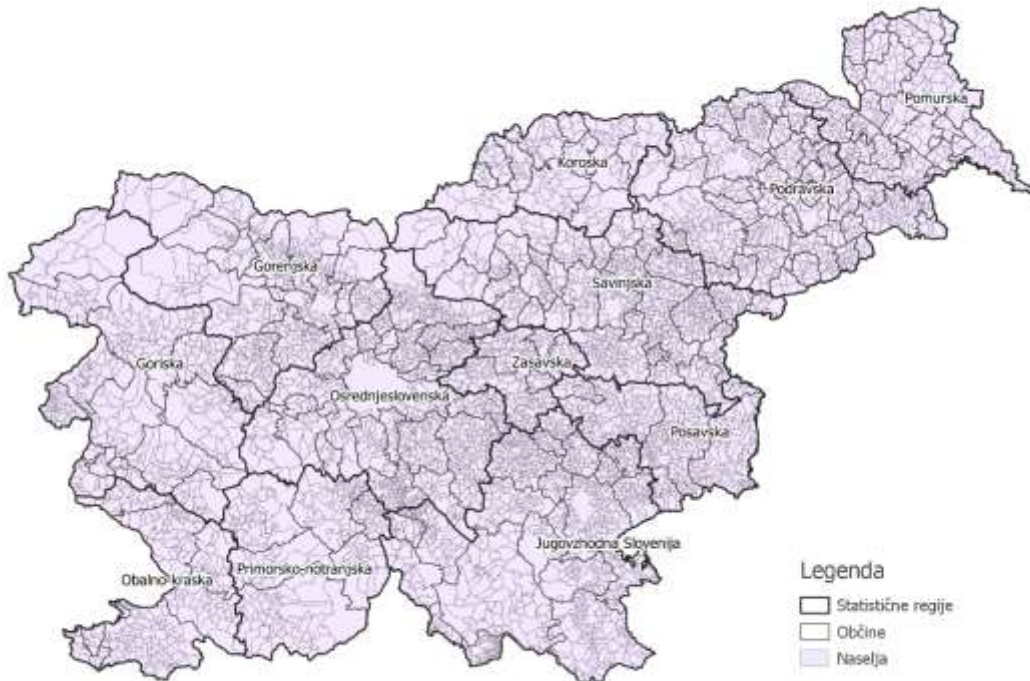 Pomurska
Koroška
Podravska
Gorenjska
Savinjska
Goriška
Zasavska
Osrednjeslovenska
Posavska
Jugovzhodna Slovenija
Obalno-kraška
Primorsko-notranjska
Legenda
Statistične regije
Občine
Naselja